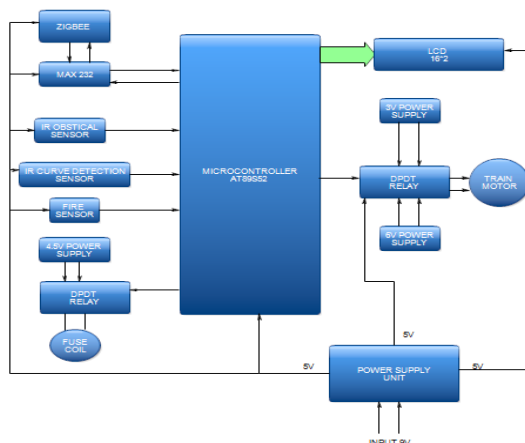 ZIGBEE
MAX 232
IR OBSTICAL
SENSOR
IR CURVE DETECTION
SENSOR
FIRE
SENSOR
4.5V POWER
SUPPLY
DPDT
RELAY
FUSE
COIL
MICROCONTROLLER
AT89S52
LCD
16*2
3V POWER
SUPPLY
DPDT
RELAY
TRAIN
MOTOR
6V POWER
SUPPLY
5V
5V
5V
POWER SUPPLY
UNIT
INPUT 9V